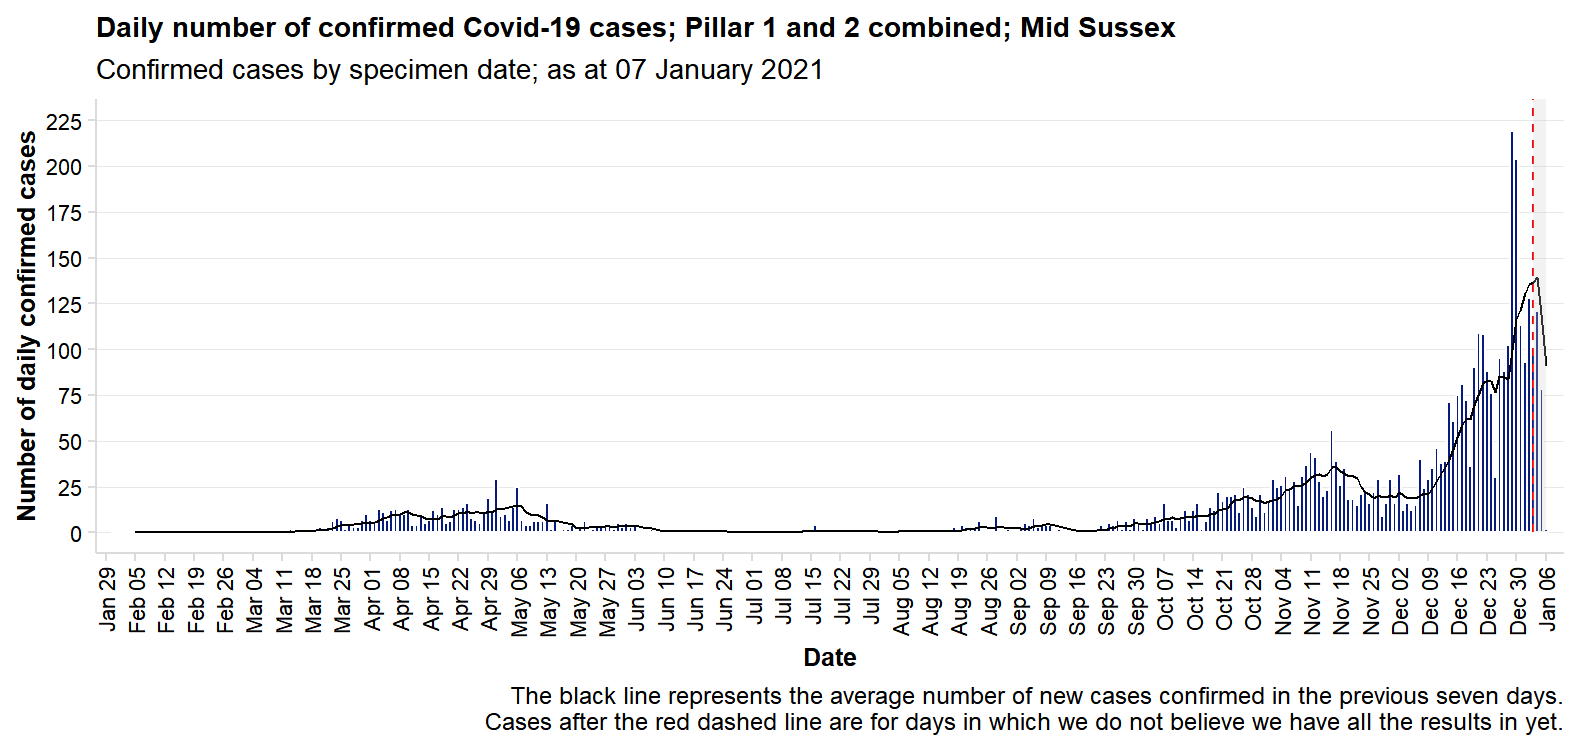 Daily number of confirmed Covid-19 cases; Pillar 1 and 2 combined; Mid Sussex
Confirmed cases by specimen date; as at 07 January 2021
Number of daily confirmed cases
225
200
175
150
125
100
75
50
25
0
Jan 29
Feb 05
Feb 12
Feb 19
Feb 26
Mar 04
Mar 11
Mar 18
Mar 25
Apr 01
Apr 08
Apr 15
Apr 22
Apr 29
May 06
May 13
May 20
May 27
Jun 03
Jun 10
Jun 17
Jun 24
Jul 01
Jul 08
Jul 15
Jul 22
Jul 29
Aug 05
Aug 12
Aug 19
Aug 26
Sep 02
Sep 09
Sep 16
Sep 23
Sep 30
Oct 07
Oct 14
Oct 21
Oct 28
Nov 04
Nov 11
Nov 18
Nov 25
Dec 02
Dec 09
Dec 16
Dec 23
Dec 30
Jan 06
Date
The black line represents the average number of new cases confirmed in the previous seven days.
Cases after the red dashed line are for days in which we do not believe we have all the results in yet.